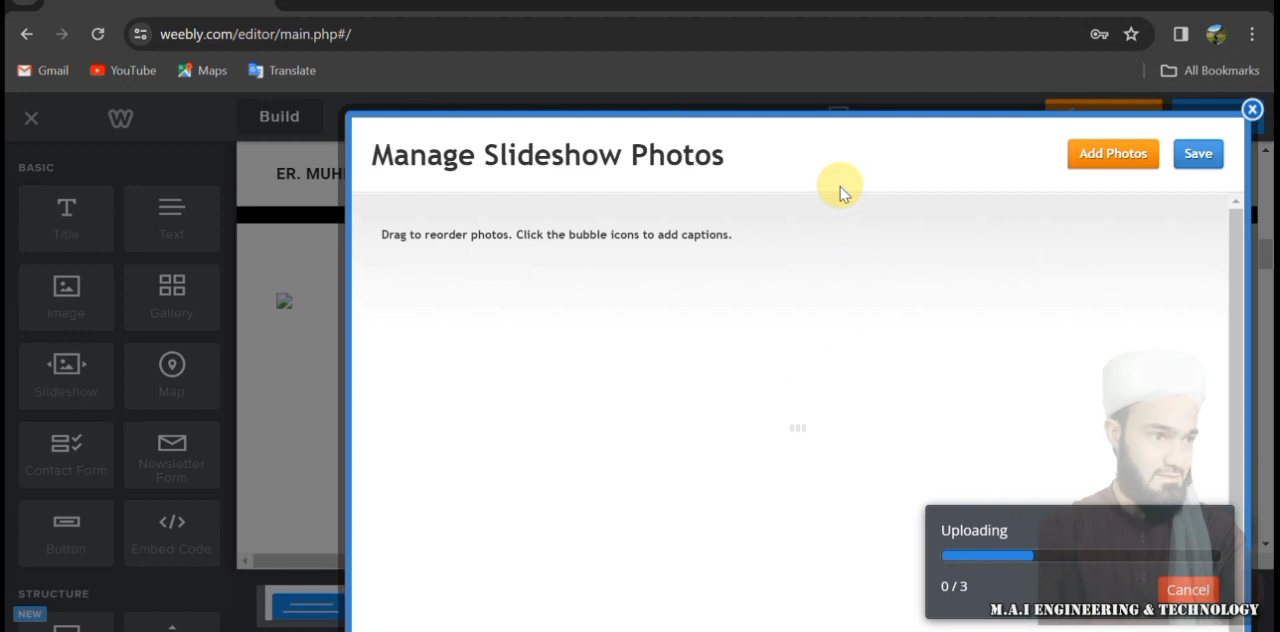 weebly.com/editor/main.php#/
Gmail YouTube Maps Translate All Bookmarks
Build
BASIC
Title Text
Image Gallery
Slideshow Map
Contact Form Newsletter Form
Button Embed Code
STRUCTURE
NEW
ER. MUH
Manage Slideshow Photos
Add Photos Save
Drag to reorder photos. Click the bubble icons to add captions.
Uploading
0 / 3
Cancel
M.A.I ENGINEERING & TECHNOLOGY